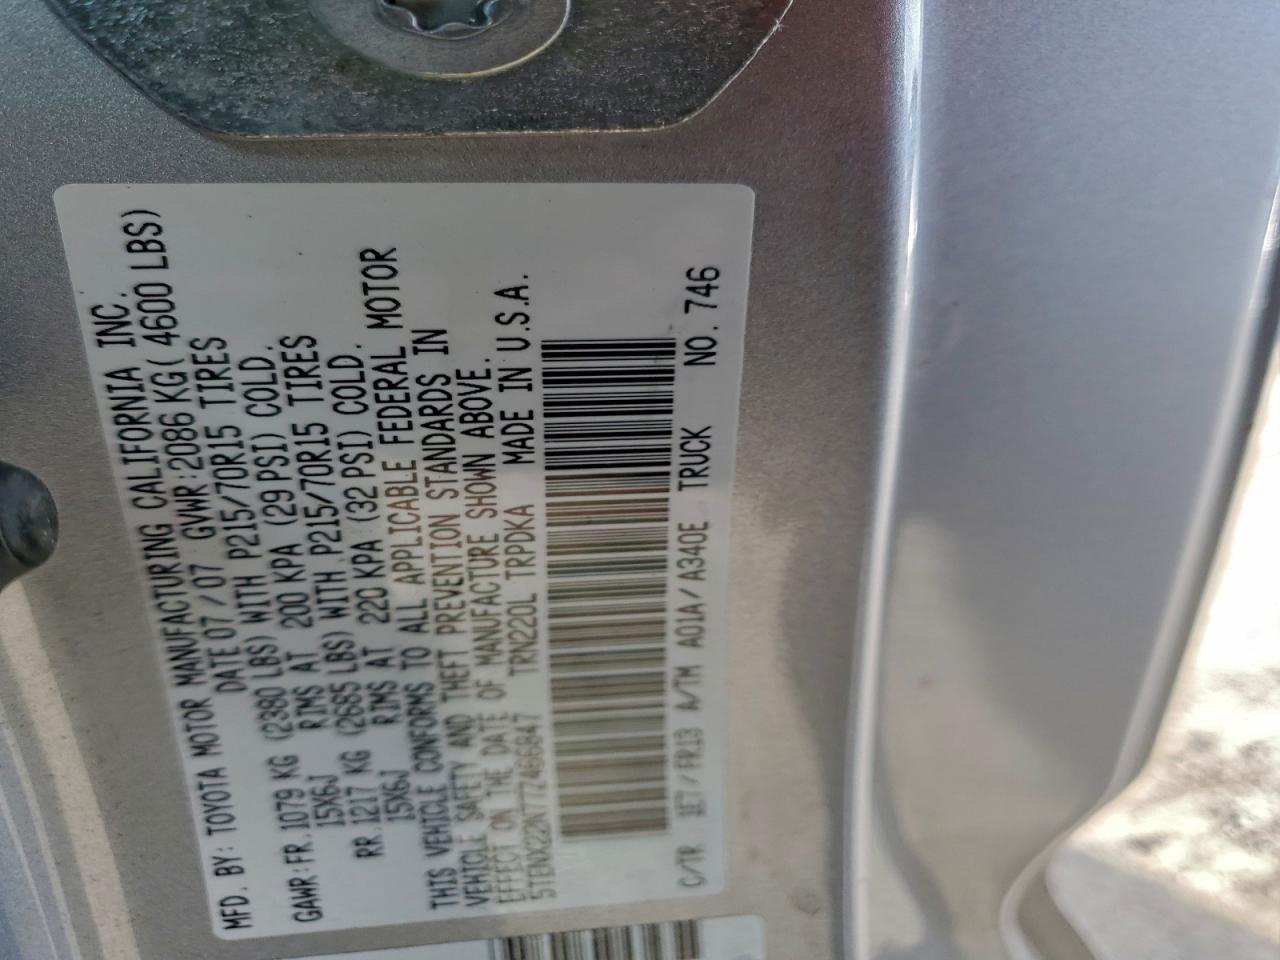 MFD. BY: TOYOTA MOTOR MANUFACTURING CALIFORNIA INC.
DATE 07/07 GVWR:2086 KG( 4600 LBS)
GAWR:FR.1079 KG (2380 LBS) WITH P215/70R15 TIRES
15X6J RIMS AT 200 KPA (29 PSI) COLD.
RR.1217 KG (2685 LBS) WITH P215/70R15 TIRES
15X6J RIMS AT 220 KPA (32 PSI) COLD.
THIS VEHICLE CONFORMS TO ALL APPLICABLE FEDERAL MOTOR
VEHICLE SAFETY AND THEFT PREVENTION STANDARDS IN
EFFECT ON THE DATE OF MANUFACTURE SHOWN ABOVE.
TRN220L TRPDKA MADE IN U.S.A.
C/TR 1E7/FR13 A/TM A01A/A340E TRUCK NO. 746